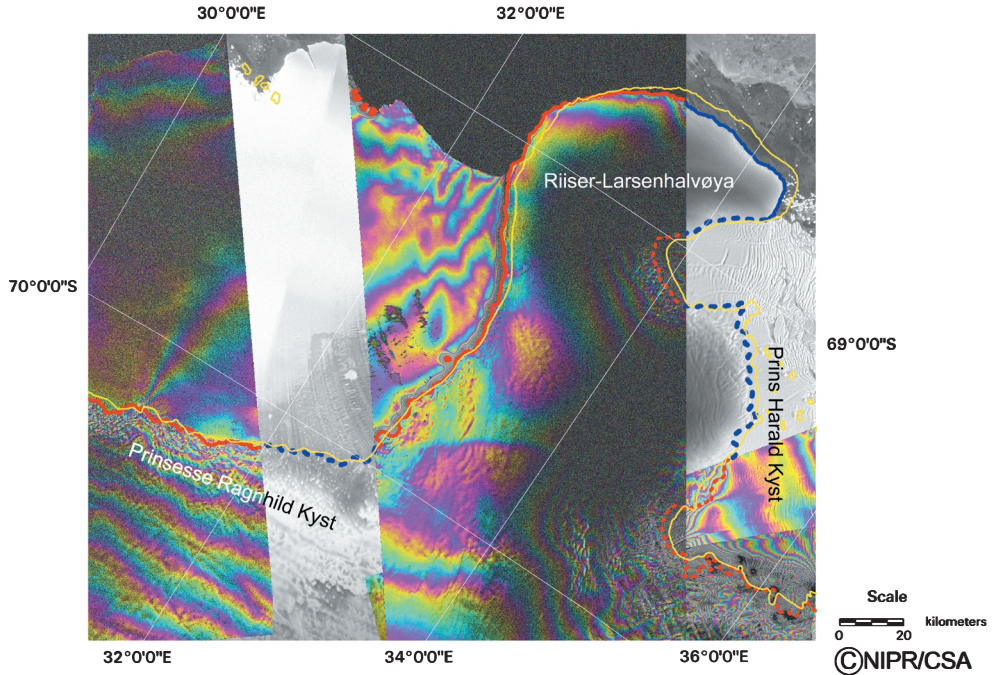 30°0'0"E
32°0'0"E
Riiser-Larsenhalvøya
70°0'0"S
69°0'0"S
Prins Harald Kyst
Prinsesse Ragnhild Kyst
Scale
0 20 kilometers
32°0'0"E
34°0'0"E
36°0'0"E
©NIPR/CSA